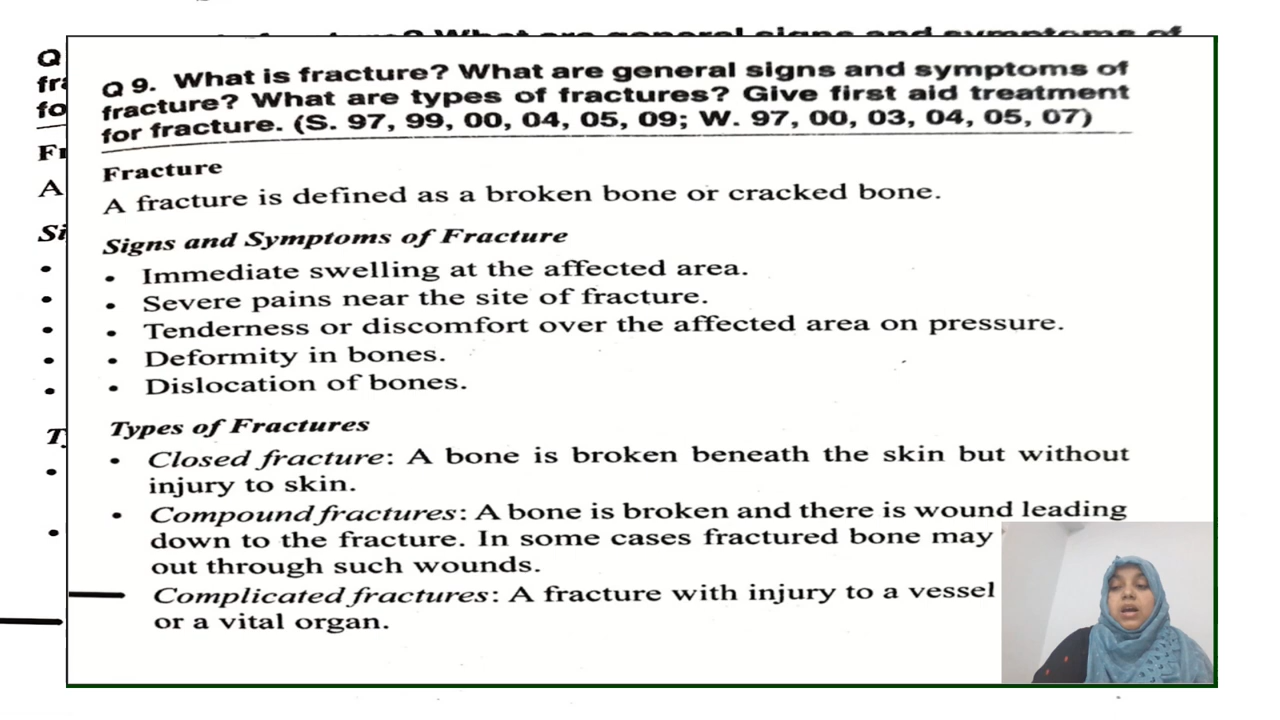 Q
fra
fo
Fr
A
Si
T
Q 9. What is fracture? What are general signs and symptoms of
fracture? What are types of fractures? Give first aid treatment
for fracture. (S. 97, 99, 00, 04, 05, 09; W. 97, 00, 03, 04, 05, 07)
Fracture
A fracture is defined as a broken bone or cracked bone.
Signs and Symptoms of Fracture
• Immediate swelling at the affected area.
• Severe pains near the site of fracture.
• Tenderness or discomfort over the affected area on pressure.
• Deformity in bones.
• Dislocation of bones.
Types of Fractures
• Closed fracture: A bone is broken beneath the skin but without
injury to skin.
• Compound fractures: A bone is broken and there is wound leading
down to the fracture. In some cases fractured bone may
out through such wounds.
Complicated fractures: A fracture with injury to a vessel
or a vital organ.